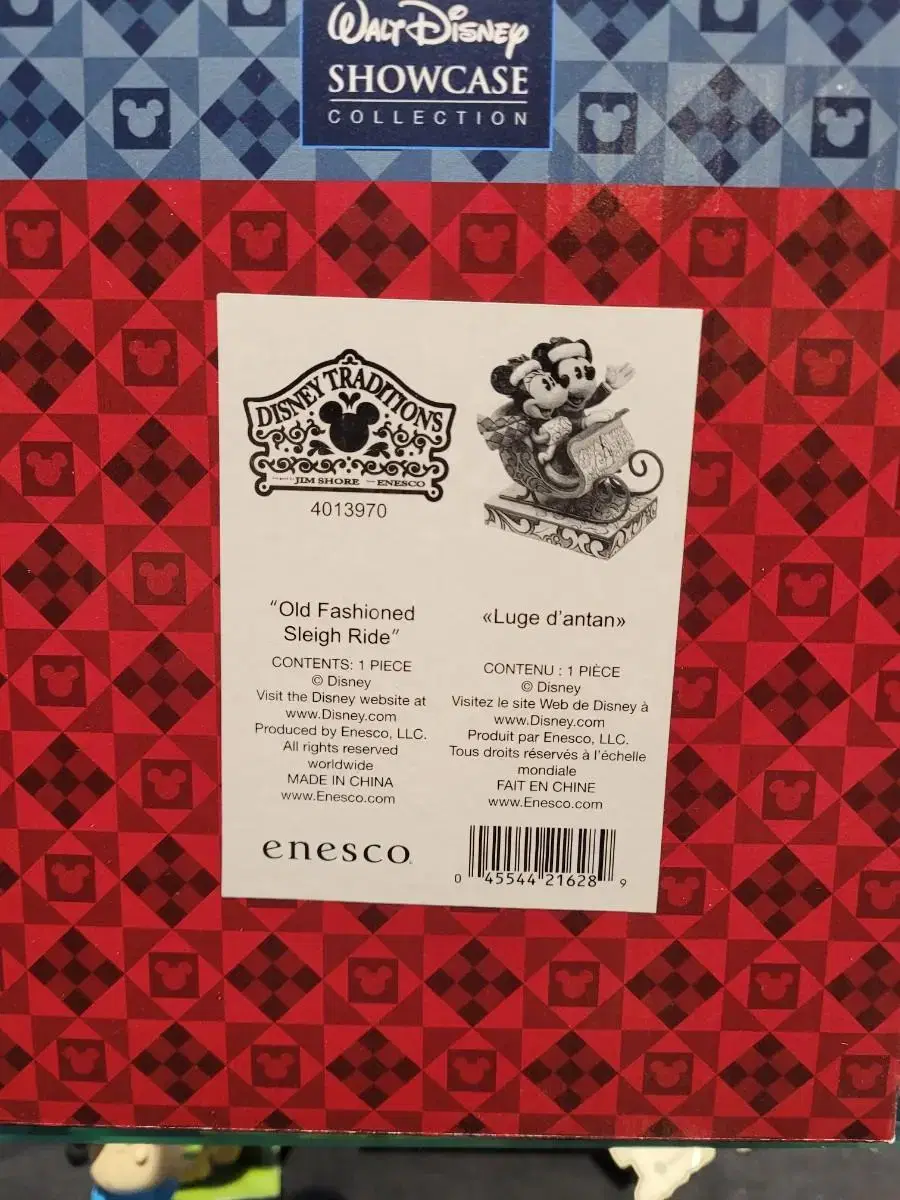 WALT DISNEY
SHOWCASE
COLLECTION
DISNEY TRADITIONS
JIM SHORE ENESCO
4013970
"Old Fashioned
Sleigh Ride"
CONTENTS: 1 PIECE
© Disney
Visit the Disney website at
www.Disney.com
Produced by Enesco, LLC.
All rights reserved
worldwide
MADE IN CHINA
www.Enesco.com
enesco.
«Luge d'antan»
CONTENU : 1 PIÈCE
© Disney
Visitez le site Web de Disney à
www.Disney.com
Produit par Enesco, LLC.
Tous droits réservés à l'échelle
mondiale
FAIT EN CHINE
www.Enesco.com
0 45544 21628 9